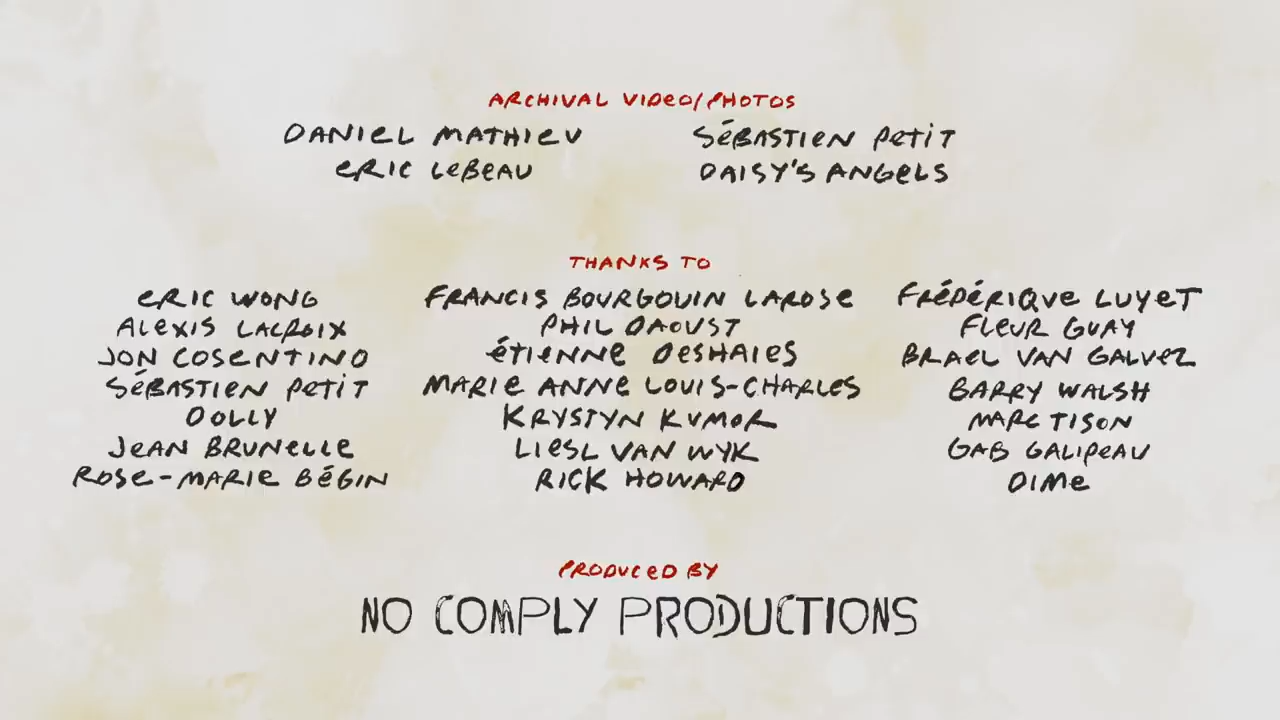 ARCHIVAL VIDEO/PHOTOS
DANIEL MATHIEU
SÉBASTIEN PETIT
ERIC LEBEAU
DAISY'S ANGELS
THANKS TO
ERIC WONG
ALEXIS LACROIX
JON COSENTINO
SÉBASTIEN PETIT
DOLLY
JEAN BRUNELLE
ROSE-MARIE BÉGIN
FRANCIS BOURGOUIN LAROSE
PHIL DAOUST
ÉTIENNE DESHAIES
MARIE ANNE LOUIS-CHARLES
KRYSTYN KUMOR
LIESL VAN WYK
RICK HOWARD
FRÉDÉRIQUE LUYET
FLEUR GUAY
BRAEL VAN GALVEZ
BARRY WALSH
MARC TISON
GAB GALIPEAU
DIME
PRODUCED BY
NO COMPLY PRODUCTIONS